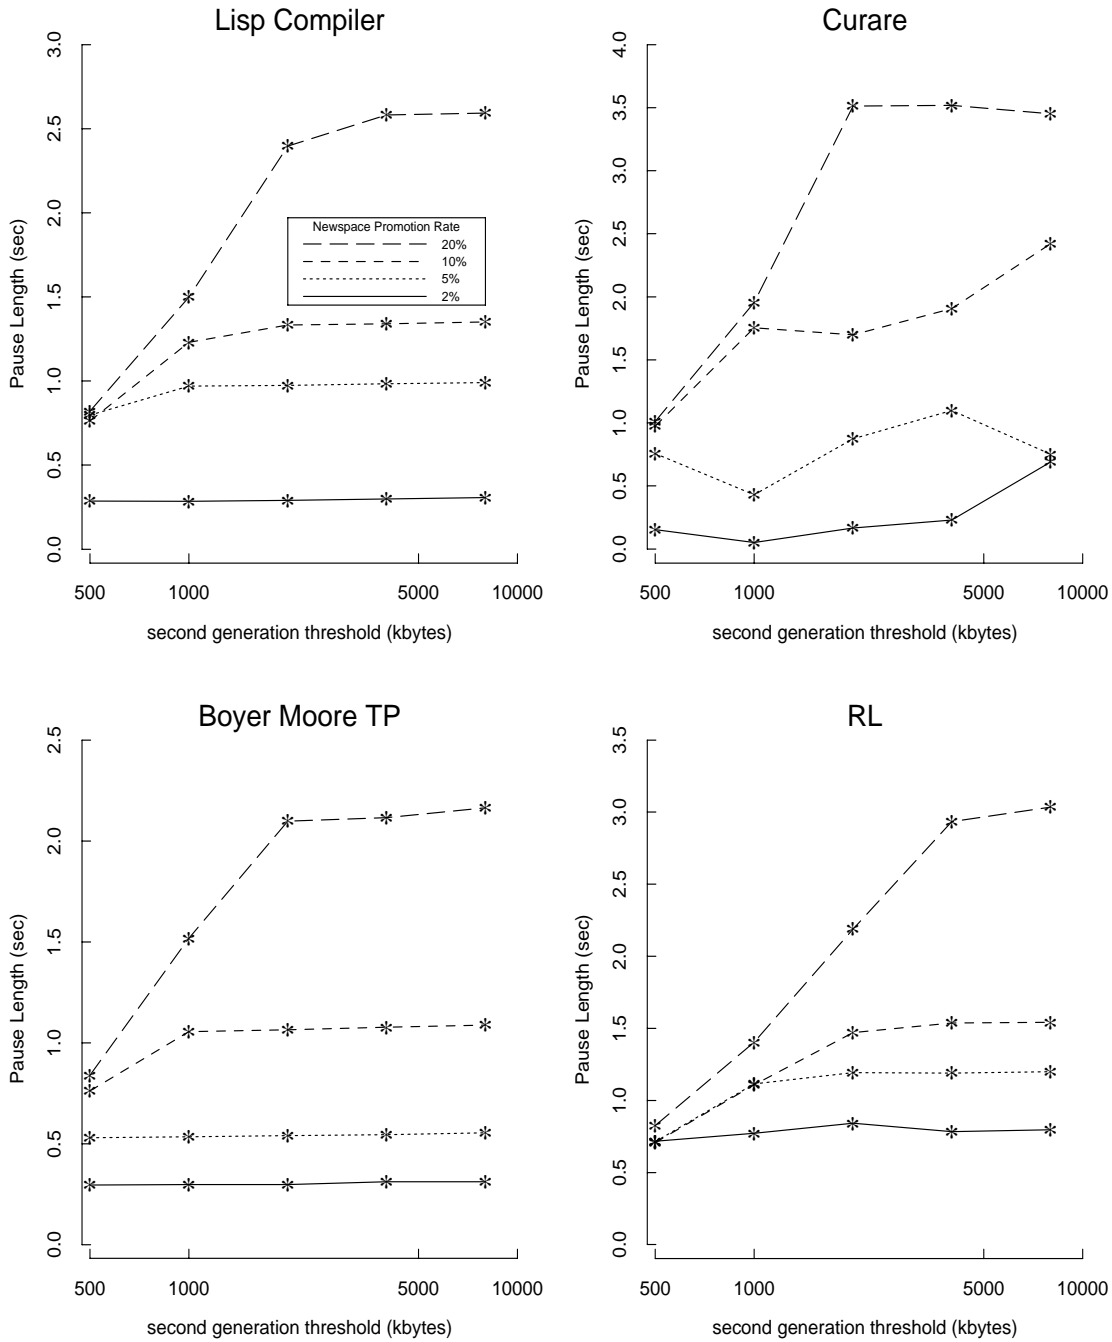 Lisp Compiler
Pause Length (sec)
3.0
2.5
2.0
1.5
1.0
0.5
0.0
Newspace Promotion Rate
20%
10%
5%
2%
500 1000 5000 10000
second generation threshold (kbytes)
Curare
Pause Length (sec)
4.0
3.5
3.0
2.5
2.0
1.5
1.0
0.5
0.0
500 1000 5000 10000
second generation threshold (kbytes)
Boyer Moore TP
Pause Length (sec)
2.5
2.0
1.5
1.0
0.5
0.0
500 1000 5000 10000
second generation threshold (kbytes)
RL
Pause Length (sec)
3.5
3.0
2.5
2.0
1.5
1.0
0.5
0.0
500 1000 5000 10000
second generation threshold (kbytes)